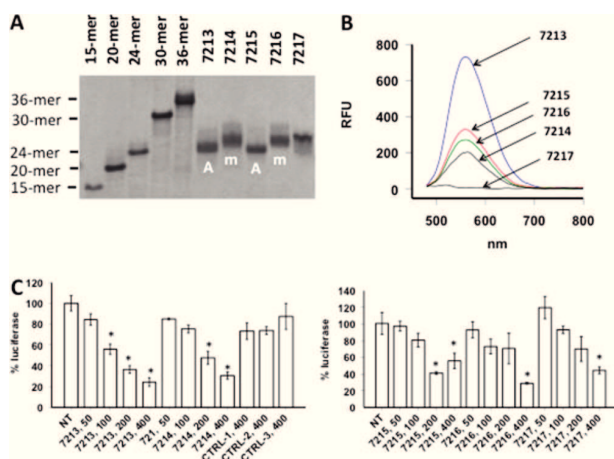 A
15-mer
20-mer
24-mer
30-mer
36-mer
7213
7214
7215
7216
7217
36-mer
30-mer
24-mer
20-mer
15-mer
A
m
A
m
B
800
600
400
200
0
RFU
500
600
700
800
nm
7213
7215
7216
7214
7217
C
% luciferase
120
100
80
60
40
20
0
* * * * *
NT
7213, 50
7213, 100
7213, 200
7213, 400
721, 50
7214, 100
7214, 200
7214, 400
CTRL-1, 400
CTRL-2, 400
CTRL-3, 400
% luciferase
140
120
100
80
60
40
20
0
* * * *
NT
7215, 50
7215, 100
7215, 200
7215, 400
7216, 50
7216, 100
7216, 200
7216, 400
7217, 50
7217, 100
7217, 200
7217, 400